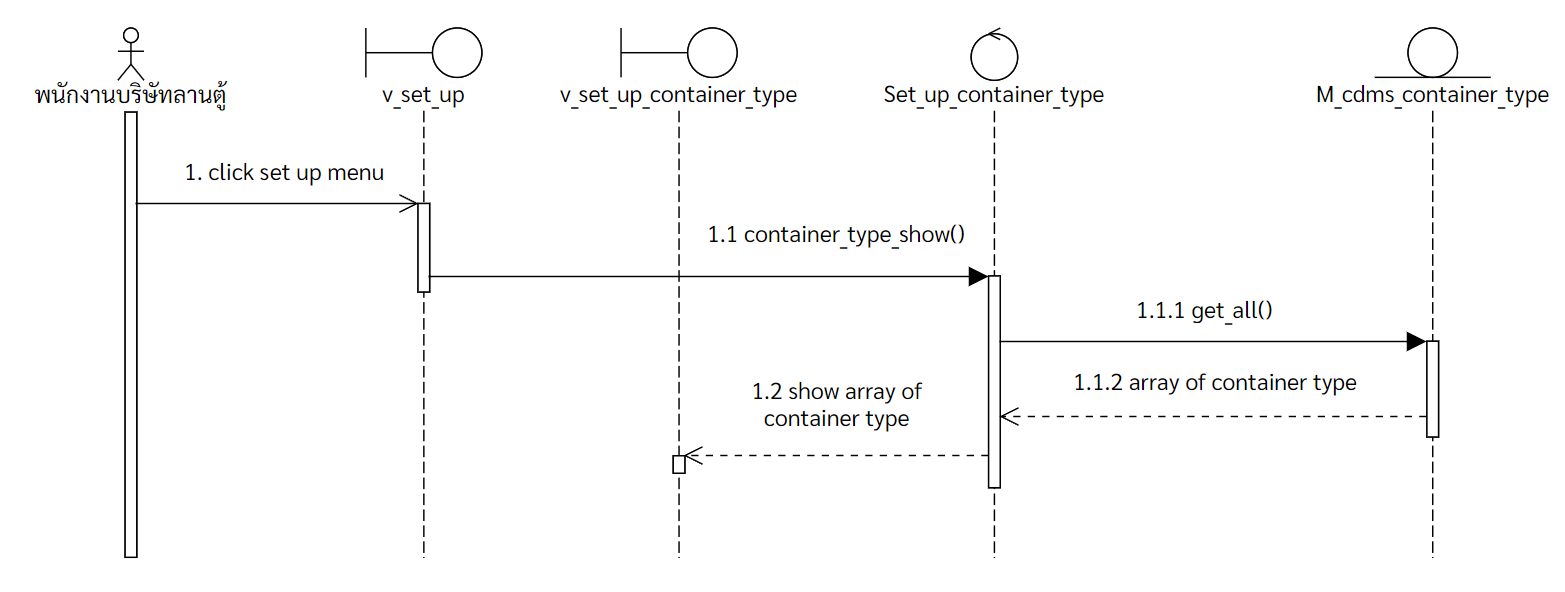 พนักงานบริษัทลานตู้
v_set_up
v_set_up_container_type
Set_up_container_type
M_cdms_container_type
1. click set up menu
1.1 container_type_show()
1.1.1 get_all()
1.1.2 array of container type
1.2 show array of
container type